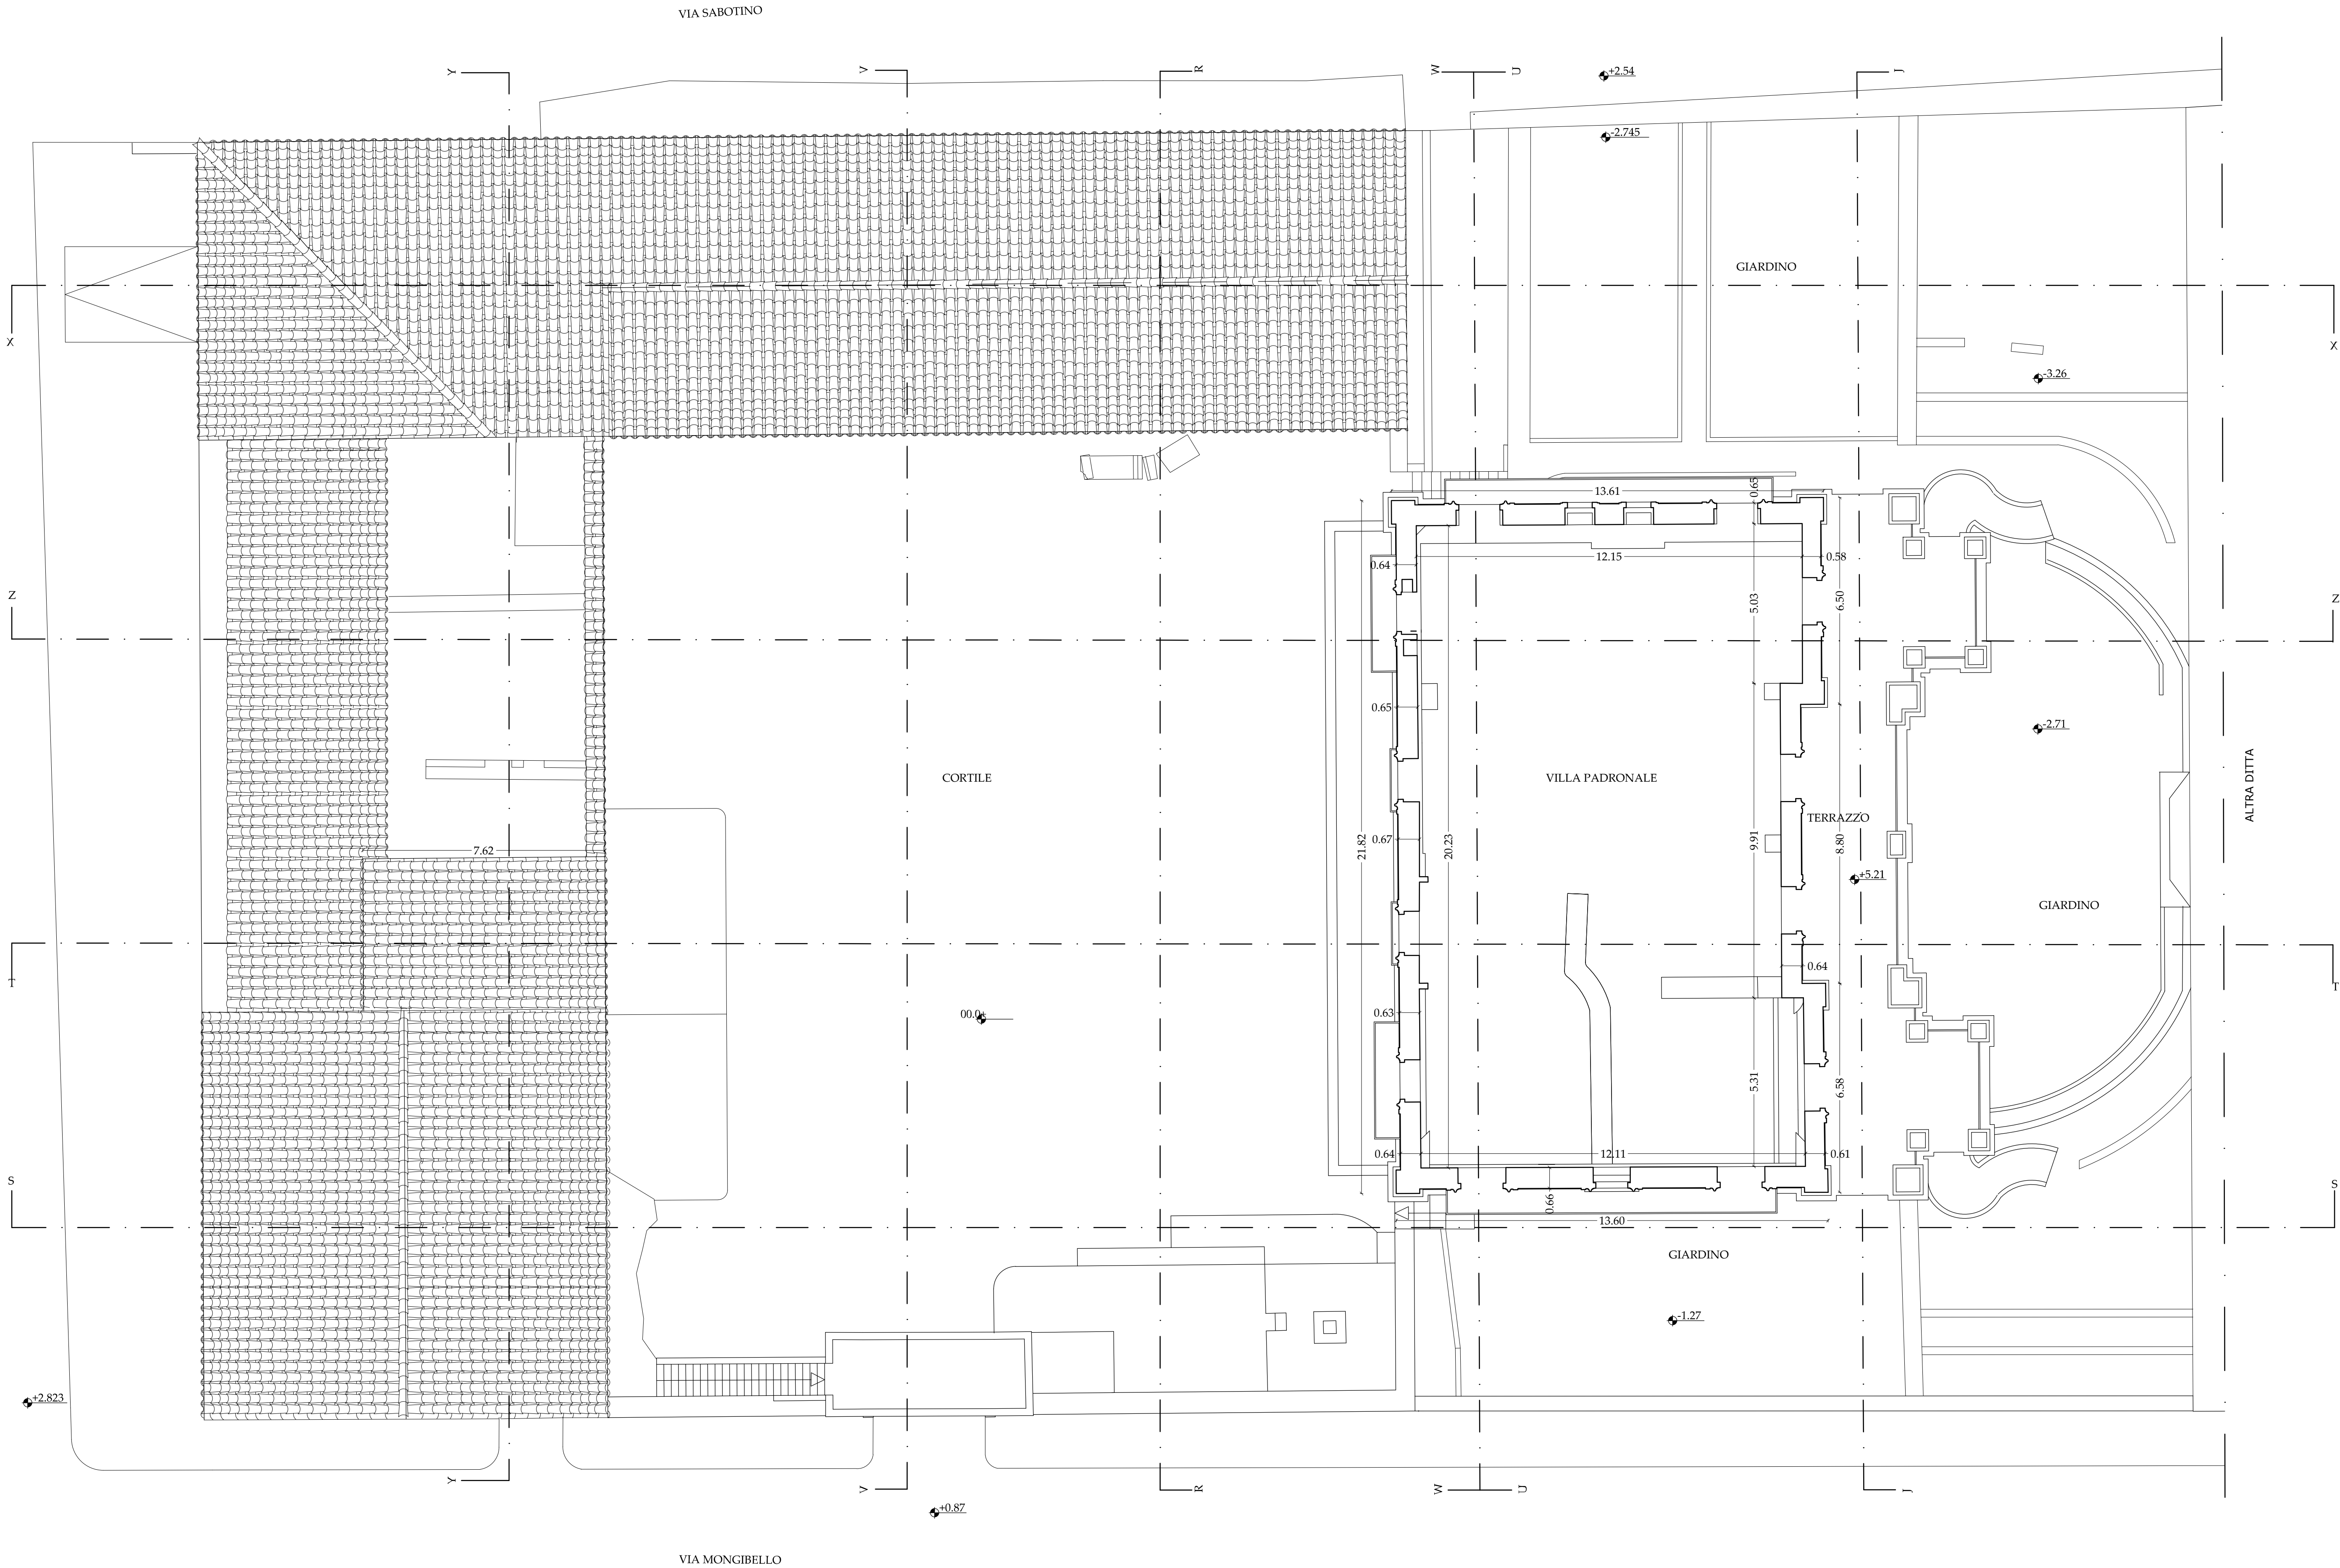 VIA SABOTINO
Y
V
R
W
U
J
+2.54
-2.745
GIARDINO
X
X
-3.26
13.61
0.65
12.15
0.58
0.64
Z
Z
5.03
6.50
0.65
-2.71
CORTILE
VILLA PADRONALE
ALTRA DITTA
TERRAZZO
7.62
21.82
0.67
20.23
9.91
8.80
+5.21
GIARDINO
0.64
T
T
00.0±
0.63
5.31
6.58
0.64
12.11
0.61
S
S
0.66
13.60
GIARDINO
-1.27
+2.823
Y
V
R
W
U
J
+0.87
VIA MONGIBELLO